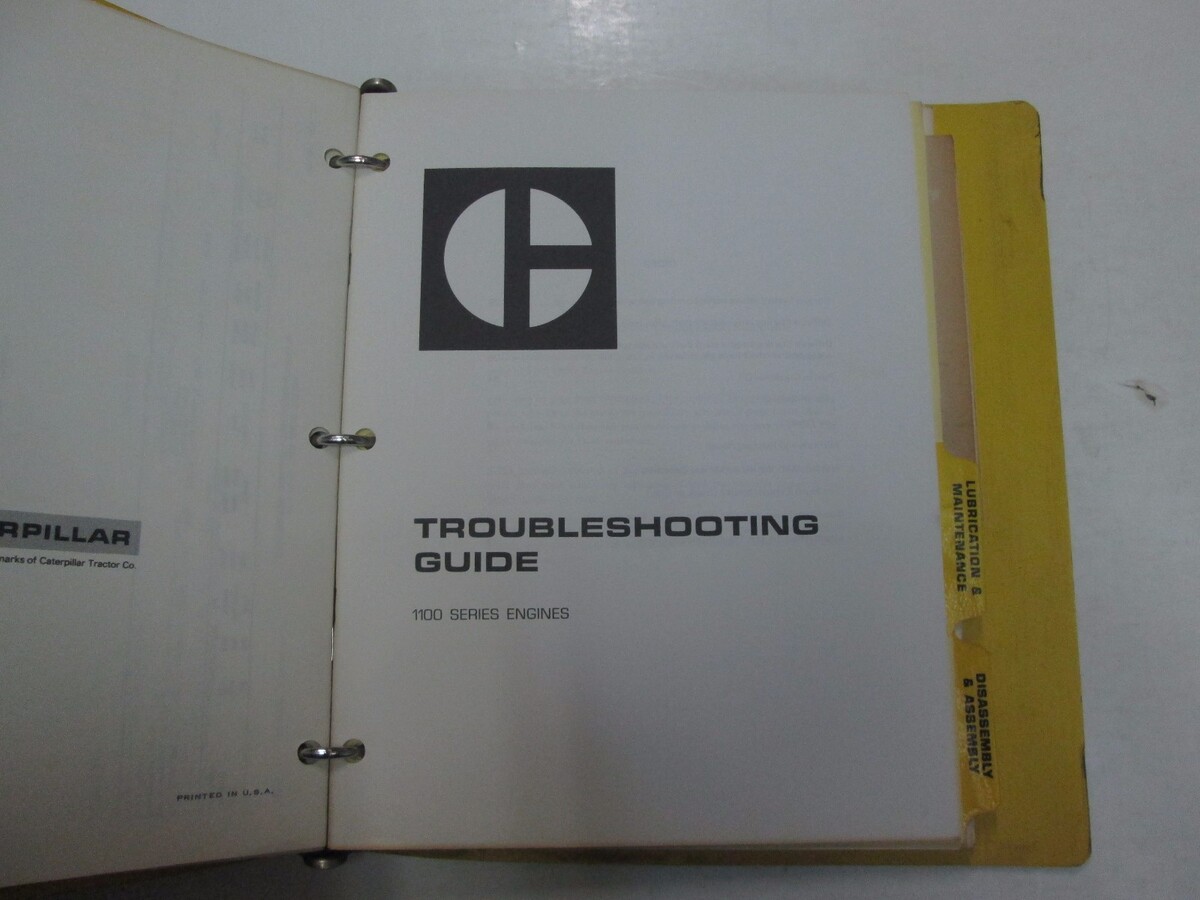 RPILLAR
marks of Caterpillar Tractor Co.
PRINTED IN U.S.A.
TROUBLESHOOTING
GUIDE
1100 SERIES ENGINES
LUBRICATION &
MAINTENANCE
DISASSEMBLY
& ASSEMBLY